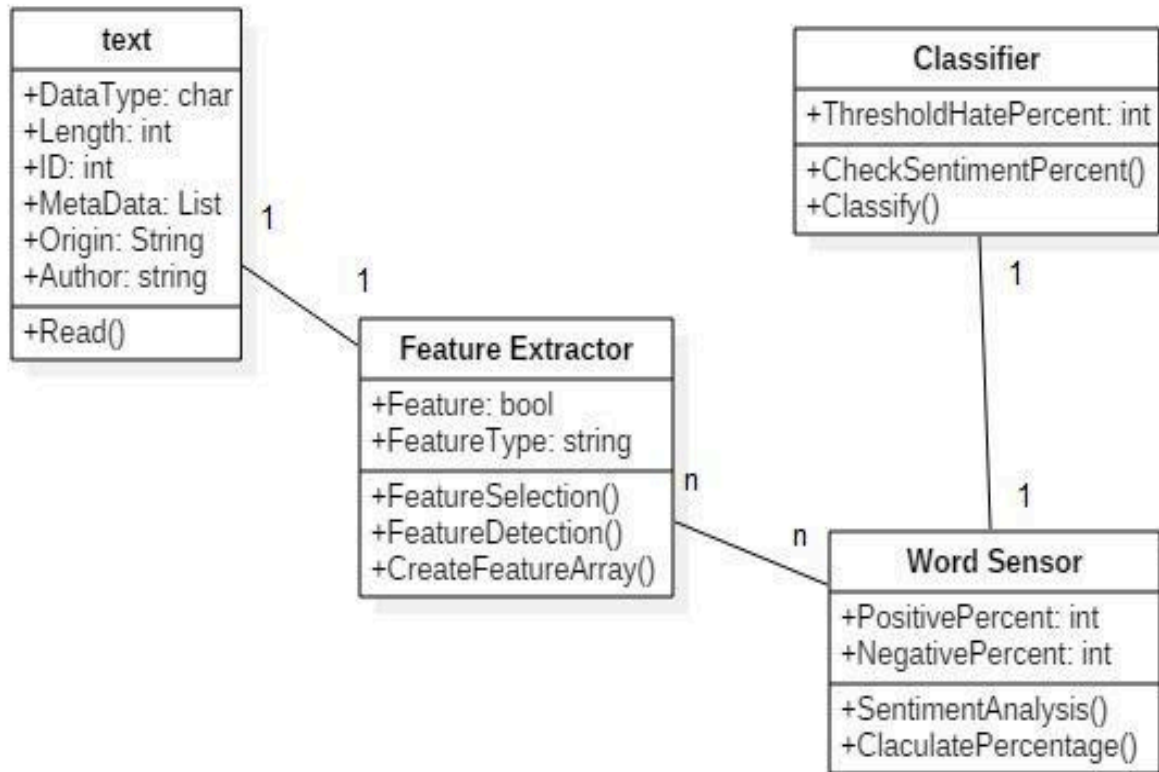 text
+DataType: char
+Length: int
+ID: int
+MetaData: List
+Origin: String
+Author: string
+Read()
1
1
Feature Extractor
+Feature: bool
+FeatureType: string
+FeatureSelection()
+FeatureDetection()
+CreateFeatureArray()
n
n
Classifier
+ThresholdHatePercent: int
+CheckSentimentPercent()
+Classify()
1
1
Word Sensor
+PositivePercent: int
+NegativePercent: int
+SentimentAnalysis()
+ClaculatePercentage()